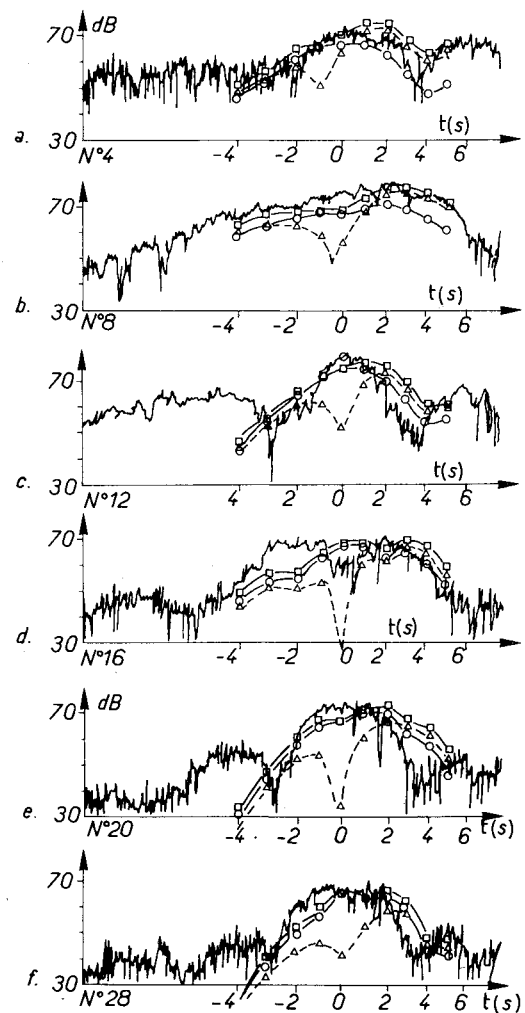 70 dB
30
a. N°4 -4 -2 0 2 4 6 t(s)
70
30
b. N°8 -4 -2 0 2 4 6 t(s)
70
30
c. N°12 4 2 0 2 4 6 t(s)
70
30
d. N°16 -4 -2 0 2 4 6 t(s)
70 dB
30
e. N°20 -4 -2 0 2 4 6 t(s)
70
30
f. N°28 -4 -2 0 2 4 6 t(s)